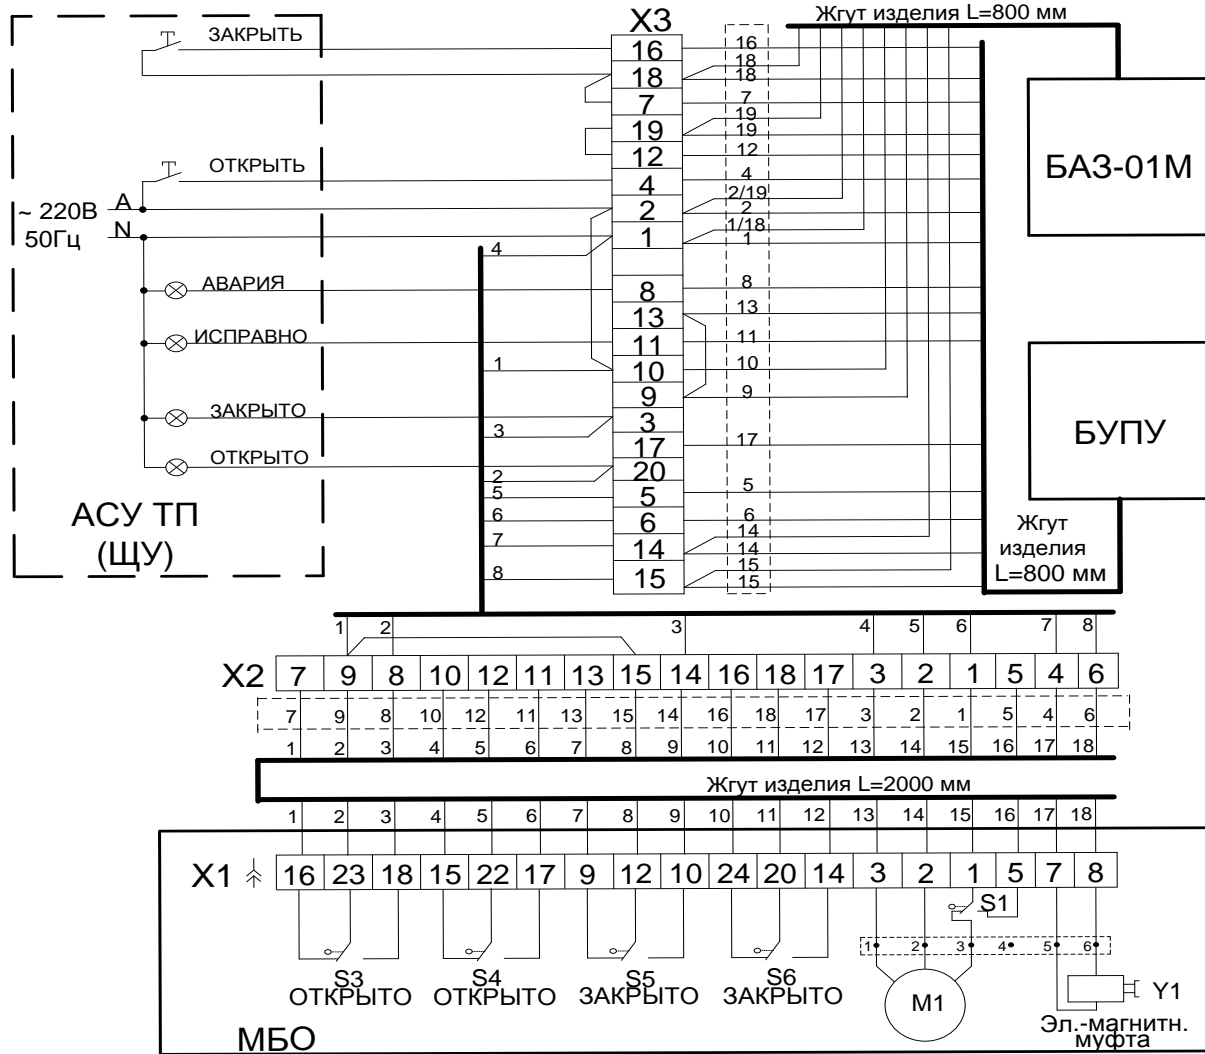 X3
Жгут изделия L=800 мм
ЗАКРЫТЬ
16 16
18
18 18
7 7
19
19 19
12 12
БАЗ-01М
ОТКРЫТЬ
4 4
2/19
A
2 2
~ 220В
50Гц
1/18
N
1 1
4
АВАРИЯ
8 8
13 13
ИСПРАВНО
11 11
1
10 10
9 9
ЗАКРЫТО
3
3
БУПУ
17 17
ОТКРЫТО
20
2
5
5 5
АСУ ТП
(ЩУ)
6
6 6
14
7
14 14
15
8
15 15
Жгут
изделия
L=800 мм
1 2 3 4 5 6 7 8
X2 7 9 8 10 12 11 13 15 14 16 18 17 3 2 1 5 4 6
7 9 8 10 12 11 13 15 14 16 18 17 3 2 1 5 4 6
1 2 3 4 5 6 7 8 9 10 11 12 13 14 15 16 17 18
Жгут изделия L=2000 мм
1 2 3 4 5 6 7 8 9 10 11 12 13 14 15 16 17 18
X1 16 23 18 15 22 17 9 12 10 24 20 14 3 2 1 5 7 8
S1
1 2 3 4 5 6
S3 S4 S5 S6
ОТКРЫТО ОТКРЫТО ЗАКРЫТО ЗАКРЫТО
M1
Y1
Эл.-магнитн.
муфта
МБО